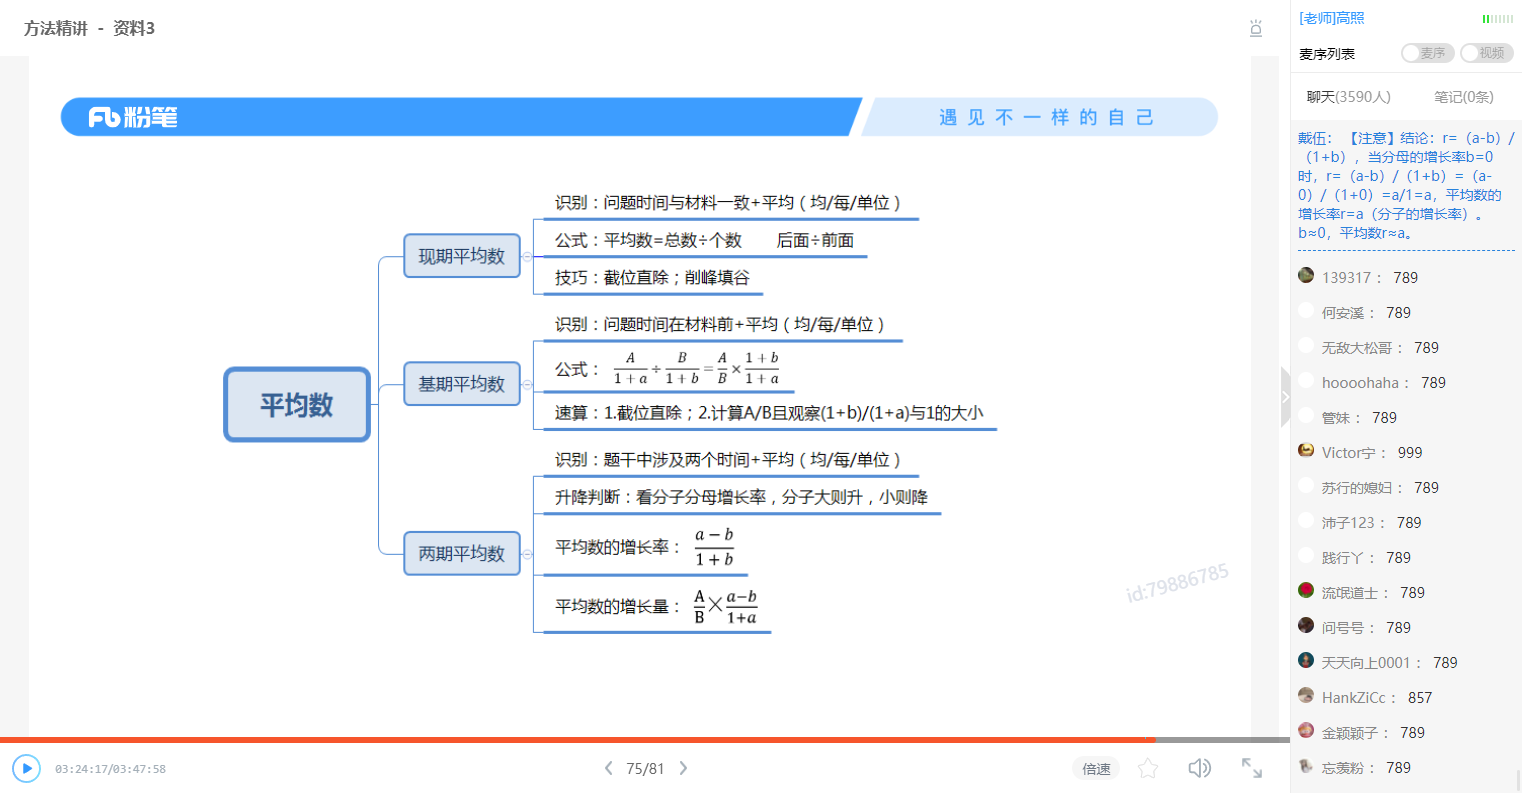 方法精讲 - 资料3
粉笔
遇见不一样的自己
平均数
现期平均数
识别：问题时间与材料一致+平均（均/每/单位）
公式：平均数=总数÷个数 后面÷前面
技巧：截位直除；削峰填谷
基期平均数
识别：问题时间在材料前+平均（均/每/单位）
公式： A/(1+a) ÷ B/(1+b) = A/B × (1+b)/(1+a)
速算：1.截位直除；2.计算A/B且观察(1+b)/(1+a)与1的大小
两期平均数
识别：题干中涉及两个时间+平均（均/每/单位）
升降判断：看分子分母增长率，分子大则升，小则降
平均数的增长率： (a−b)/(1+b)
平均数的增长量： A/B × (a−b)/(1+a)
id:79886785
03:24:17/03:47:58
75/81
倍速
[老师]高照
麦序列表
麦序
视频
聊天(3590人)
笔记(0条)
戴伍： 【注意】结论：r=（a-b）/
（1+b），当分母的增长率b=0
时，r=（a-b）/（1+b）=（a-
0）/（1+0）=a/1=a，平均数的
增长率r=a（分子的增长率）。
b≈0，平均数r≈a。
139317： 789
何安溪： 789
无敌大松哥： 789
hoooohaha： 789
管妹： 789
Victor宁： 999
苏行的媳妇： 789
沛子123： 789
践行丫： 789
流氓道士： 789
问号号： 789
天天向上0001： 789
HankZiCc： 857
金颖颖子： 789
忘羡粉： 789